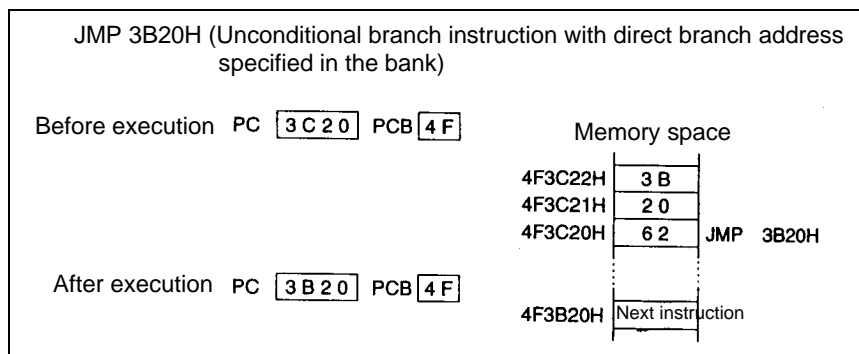 JMP 3B20H (Unconditional branch instruction with direct branch address
specified in the bank)
Before execution PC 3C20 PCB 4F
Memory space
4F3C22H 3B
4F3C21H 20
4F3C20H 62 JMP 3B20H
After execution PC 3B20 PCB 4F
4F3B20H Next instruction